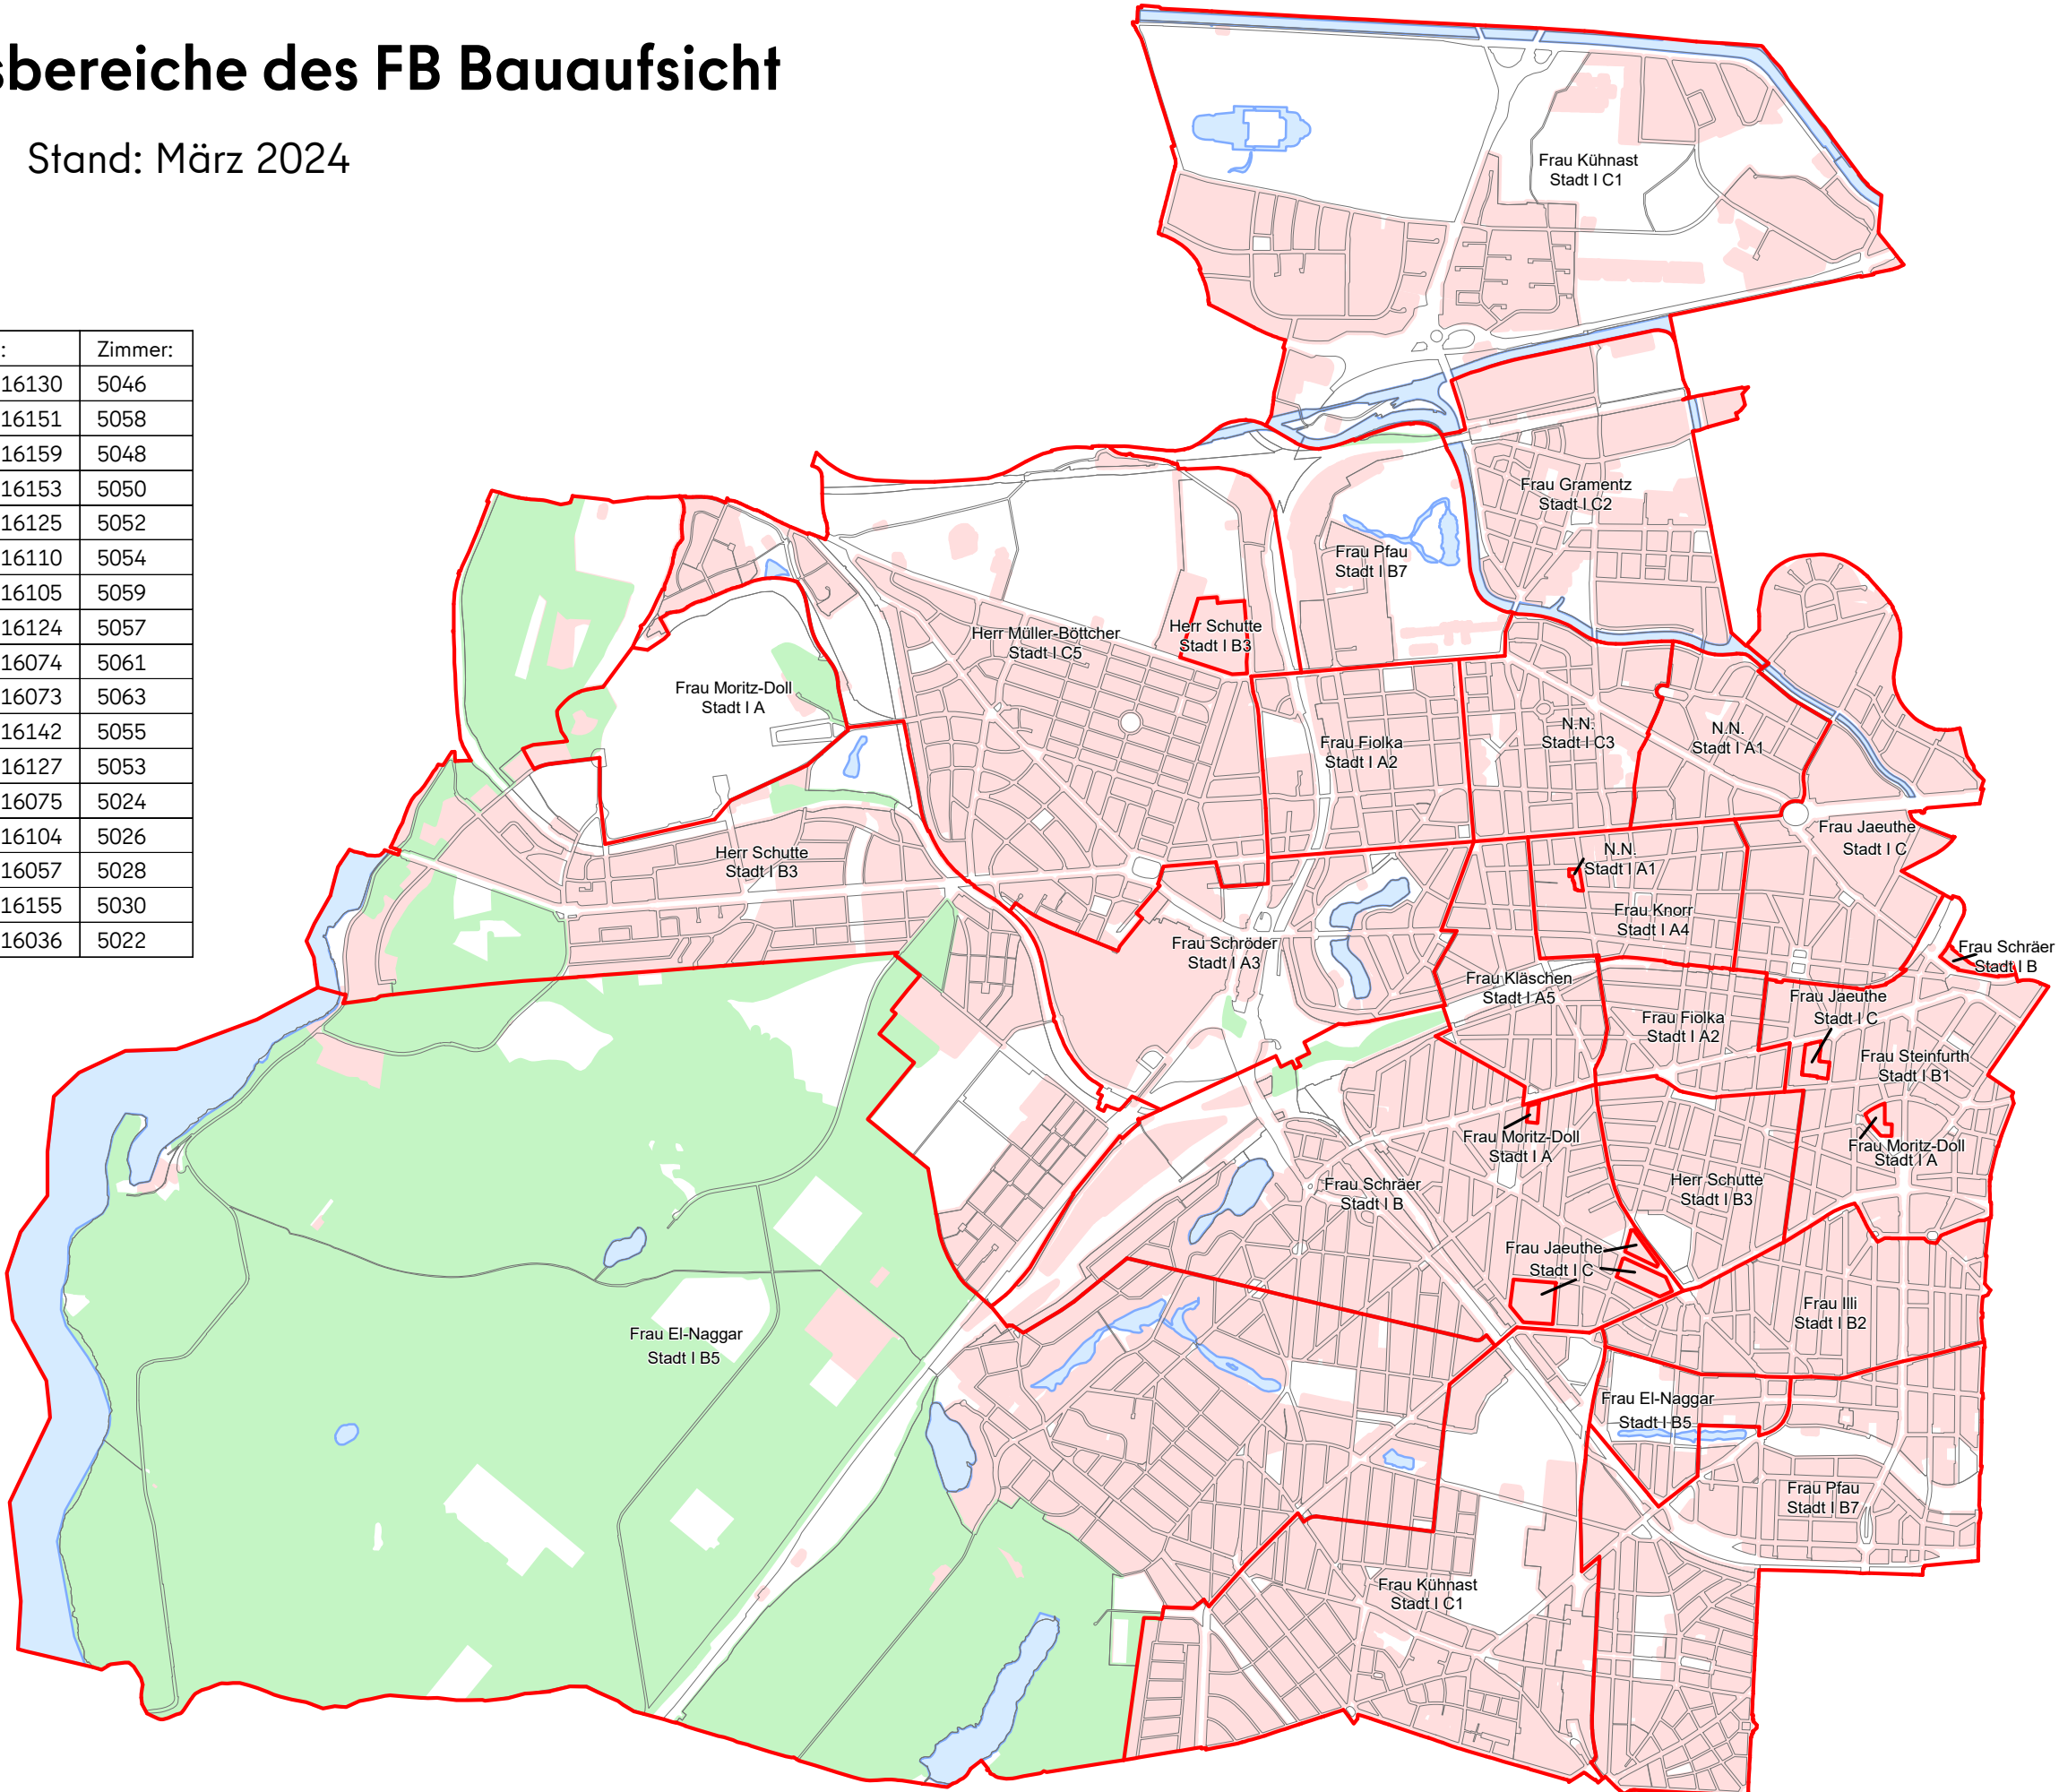 sbereiche des FB Bauaufsicht
Stand: März 2024
: Zimmer:
16130 5046
16151 5058
16159 5048
16153 5050
16125 5052
16110 5054
16105 5059
16124 5057
16074 5061
16073 5063
16142 5055
16127 5053
16075 5024
16104 5026
16057 5028
16155 5030
16036 5022
Frau Kühnast
Stadt I C1
Frau Gramentz
Stadt I C2
Frau Pfau
Stadt I B7
Herr Müller-Böttcher
Stadt I C5
Herr Schutte
Stadt I B3
Frau Moritz-Doll
Stadt I A
Frau Fiolka
Stadt I A2
N.N.
Stadt I C3
N.N.
Stadt I A1
Frau Jaeuthe
Stadt I C
Herr Schutte
Stadt I B3
N.N.
Stadt I A1
Frau Knorr
Stadt I A4
Frau Schröder
Stadt I A3
Frau Schräer
Stadt I B
Frau Kläschen
Stadt I A5
Frau Jaeuthe
Stadt I C
Frau Fiolka
Stadt I A2
Frau Steinfurth
Stadt I B1
Frau Moritz-Doll
Stadt I A
Frau Moritz-Doll
Stadt I A
Frau Schräer
Stadt I B
Herr Schutte
Stadt I B3
Frau Jaeuthe
Stadt I C
Frau Illi
Stadt I B2
Frau El-Naggar
Stadt I B5
Frau El-Naggar
Stadt I B5
Frau Pfau
Stadt I B7
Frau Kühnast
Stadt I C1